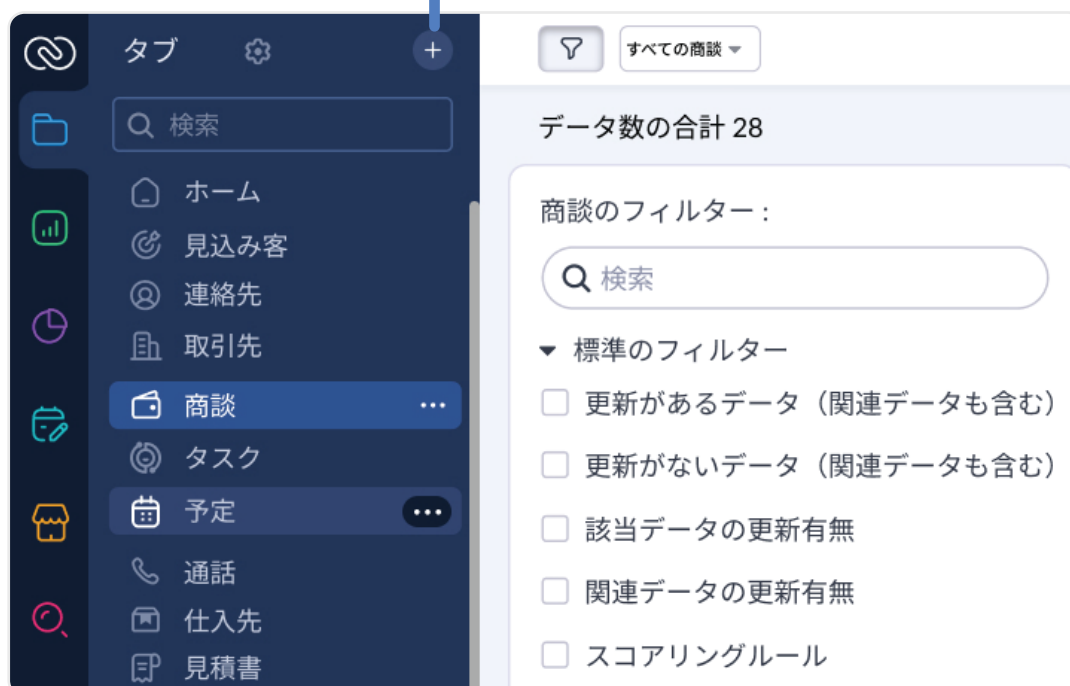 タブ
検索
ホーム
見込み客
連絡先
取引先
商談
タスク
予定
通話
仕入先
見積書
すべての商談
データ数の合計 28
商談のフィルター :
検索
標準のフィルター
更新があるデータ（関連データも含む）
更新がないデータ（関連データも含む）
該当データの更新有無
関連データの更新有無
スコアリングルール